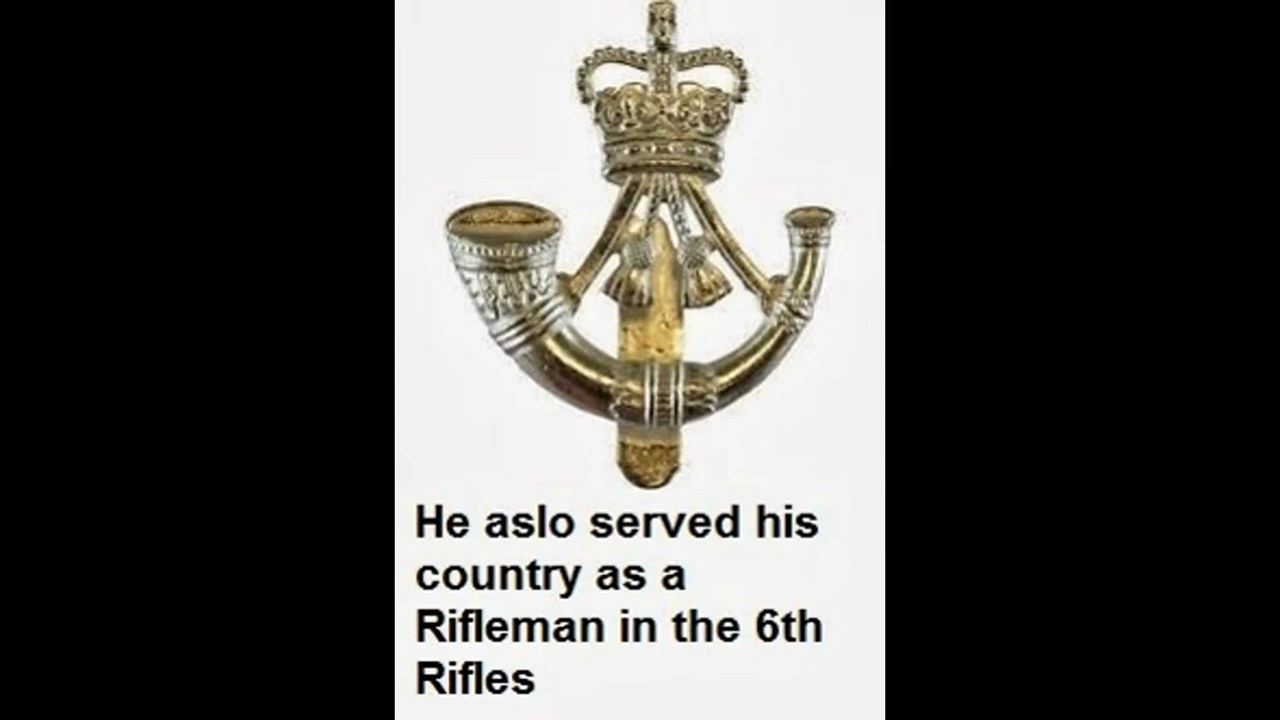 He aslo served his
country as a
Rifleman in the 6th
Rifles